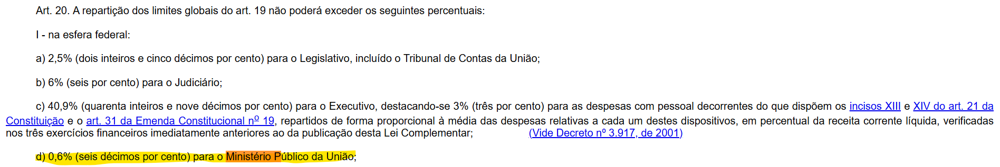 Art. 20. A repartição dos limites globais do art. 19 não poderá exceder os seguintes percentuais:
I - na esfera federal:
a) 2,5% (dois inteiros e cinco décimos por cento) para o Legislativo, incluído o Tribunal de Contas da União;
b) 6% (seis por cento) para o Judiciário;
c) 40,9% (quarenta inteiros e nove décimos por cento) para o Executivo, destacando-se 3% (três por cento) para as despesas com pessoal decorrentes do que dispõem os incisos XIII e XIV do art. 21 da
Constituição e o art. 31 da Emenda Constitucional nº 19, repartidos de forma proporcional à média das despesas relativas a cada um destes dispositivos, em percentual da receita corrente líquida, verificadas
nos três exercícios financeiros imediatamente anteriores ao da publicação desta Lei Complementar; (Vide Decreto nº 3.917, de 2001)
d) 0,6% (seis décimos por cento) para o Ministério Público da União;